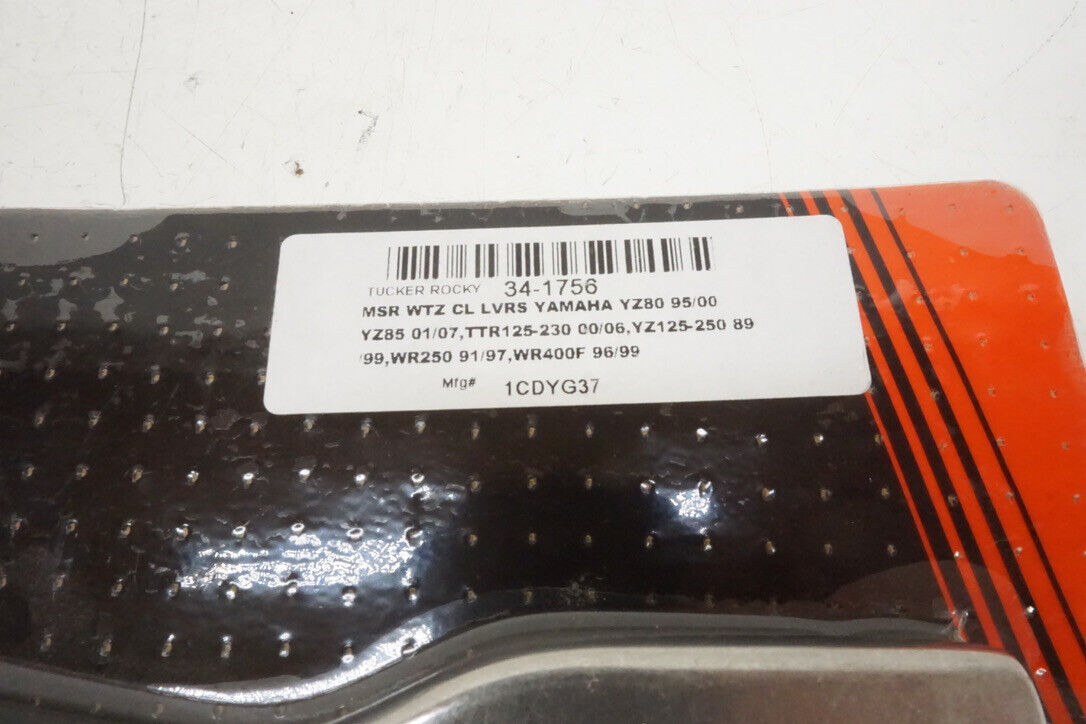 TUCKER ROCKY 34-1756
MSR WTZ CL LVRS YAMAHA YZ80 95/00
YZ85 01/07,TTR125-230 00/06,YZ125-250 89
/99,WR250 91/97,WR400F 96/99
Mfg# 1CDYG37